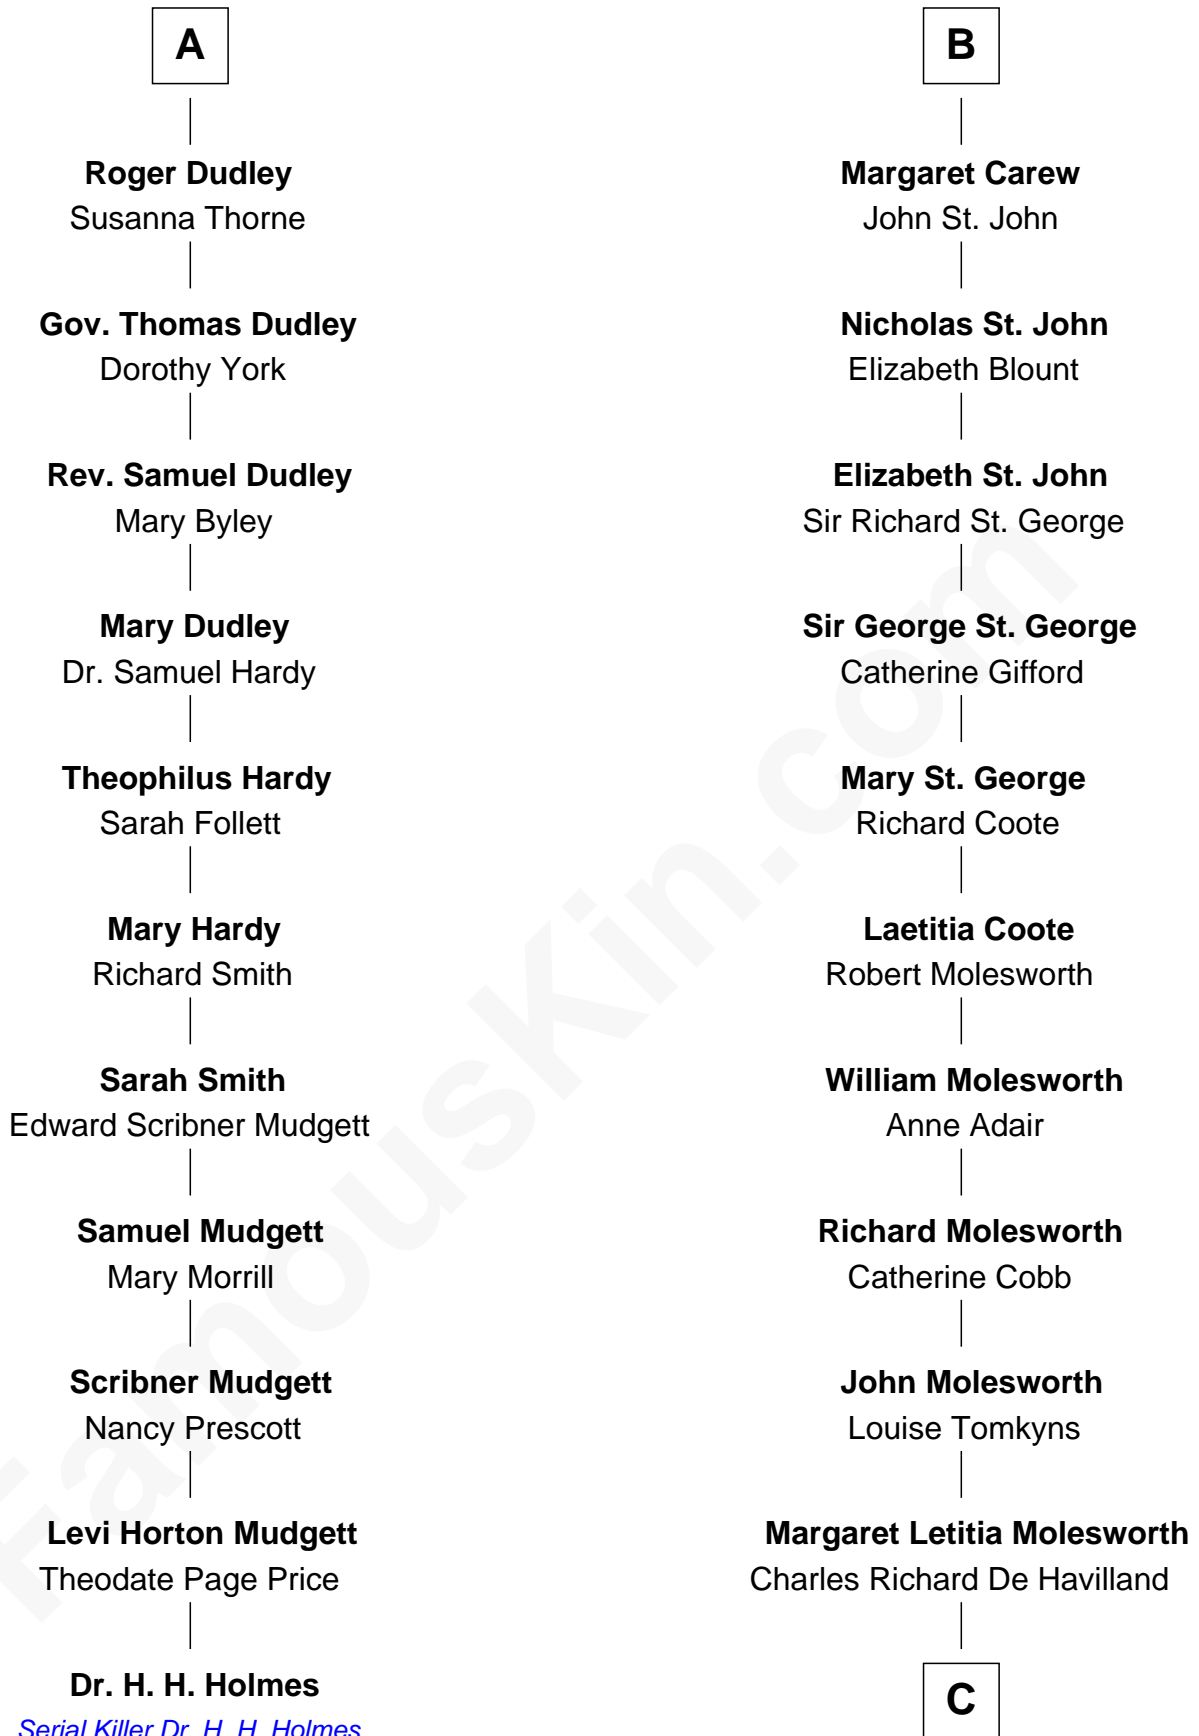 A
Roger Dudley
Susanna Thorne
Gov. Thomas Dudley
Dorothy York
Rev. Samuel Dudley
Mary Byley
Mary Dudley
Dr. Samuel Hardy
Theophilus Hardy
Sarah Follett
Mary Hardy
Richard Smith
Sarah Smith
Edward Scribner Mudgett
Samuel Mudgett
Mary Morrill
Scribner Mudgett
Nancy Prescott
Levi Horton Mudgett
Theodate Page Price
Dr. H. H. Holmes
Serial Killer Dr. H. H. Holmes
B
Margaret Carew
John St. John
Nicholas St. John
Elizabeth Blount
Elizabeth St. John
Sir Richard St. George
Sir George St. George
Catherine Gifford
Mary St. George
Richard Coote
Laetitia Coote
Robert Molesworth
William Molesworth
Anne Adair
Richard Molesworth
Catherine Cobb
John Molesworth
Louise Tomkyns
Margaret Letitia Molesworth
Charles Richard De Havilland
C
FamousKin.com